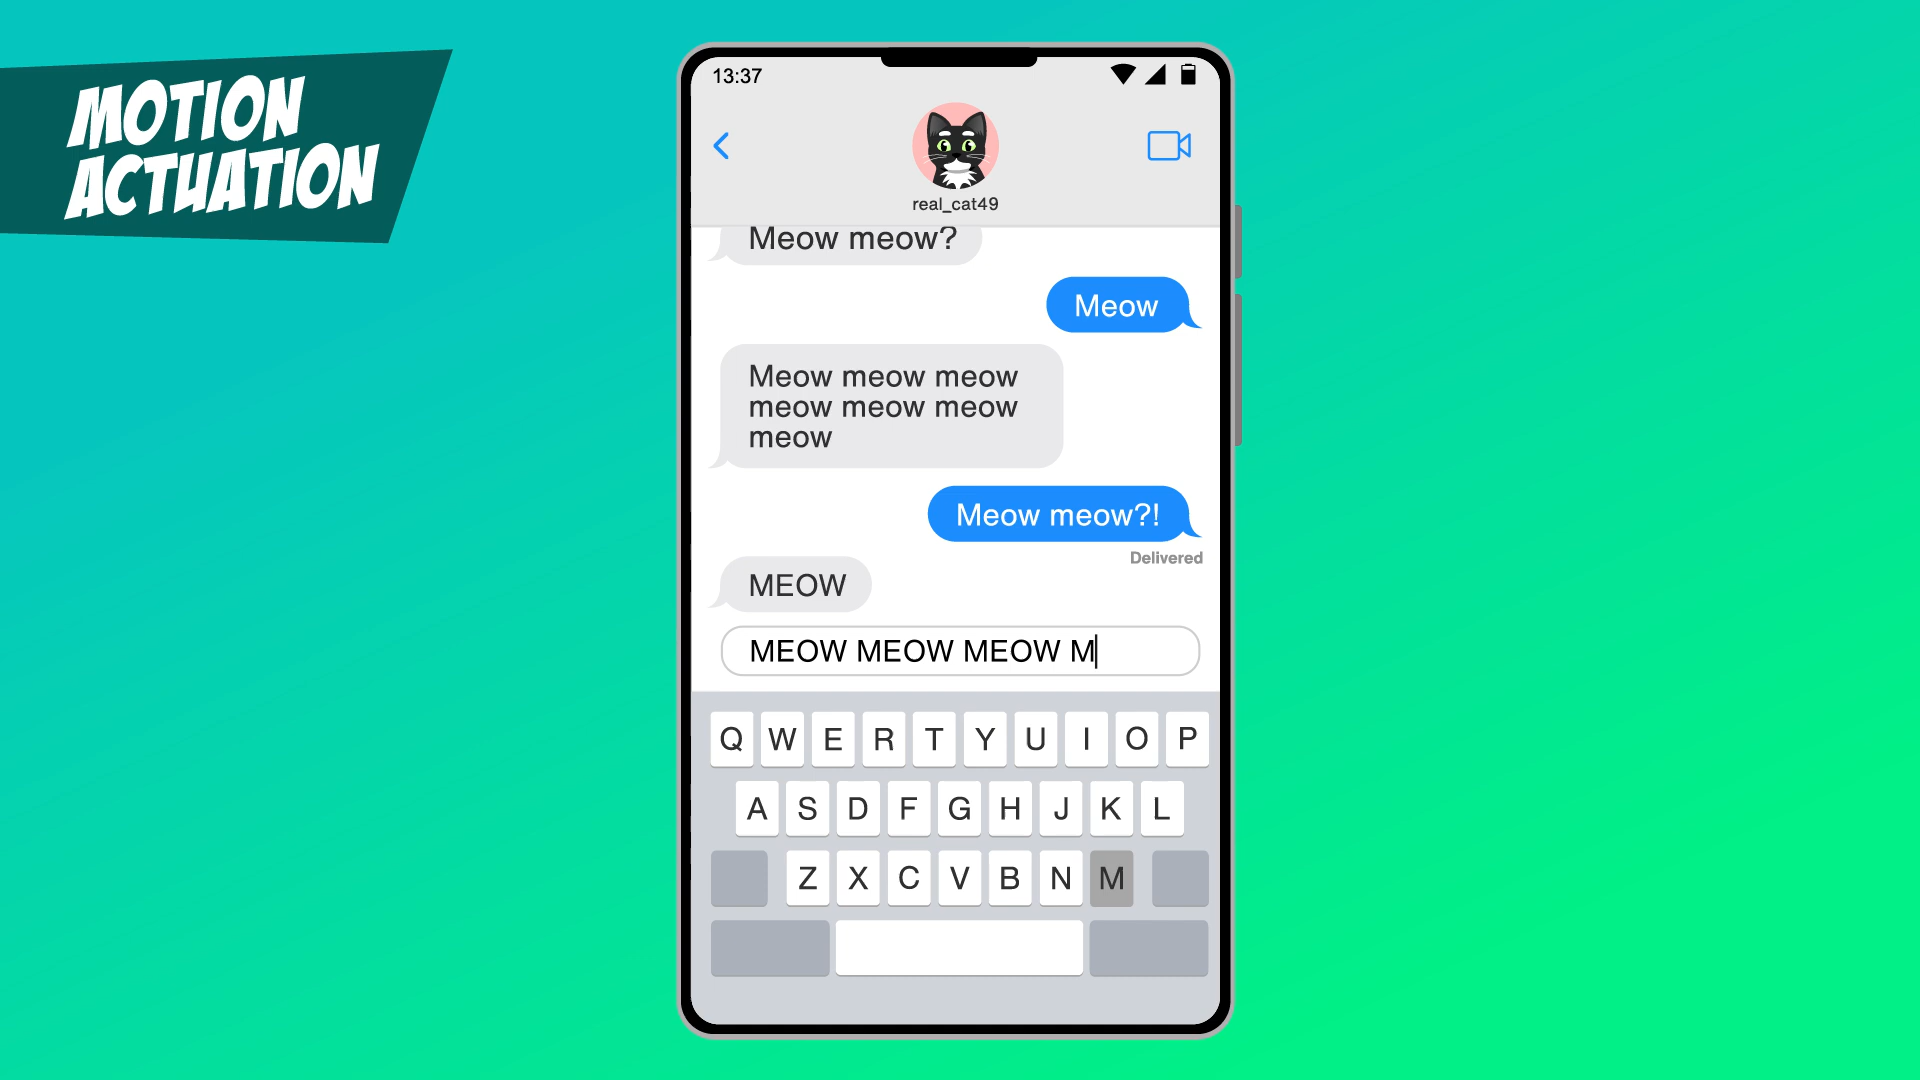 MOTION
ACTUATION
13:37
real_cat49
Meow meow?
Meow
Meow meow meow
meow meow meow
meow
Meow meow?!
Delivered
MEOW
MEOW MEOW MEOW M
Q W E R T Y U I O P
A S D F G H J K L
Z X C V B N M